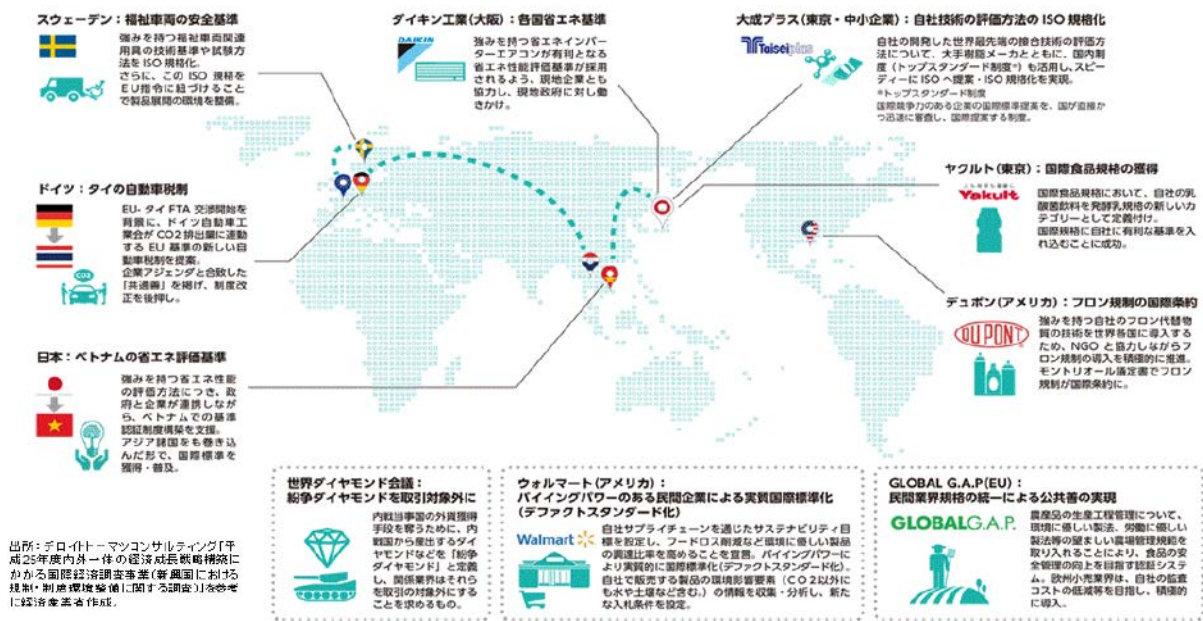 スウェーデン：福祉車両の安全基準
強みを持つ福祉車両関連
用具の技術基準や試験方
法を ISO 規格化。
さらに、この ISO 規格を
EU指令に紐づけること
で製品展開の環境を整備。
ダイキン工業(大阪)：各国省エネ基準
DAIKIN
強みを持つ省エネインバー
ターエアコンが有利となる
省エネ性能評価基準が採用
されるよう、現地企業とも
協力し、現地政府に対し働
きかけ。
大成プラス(東京・中小企業)：自社技術の評価方法の ISO 規格化
Taiseiplas
自社の開発した世界最先端の接合技術の評価方
法について、大手樹脂メーカとともに、国内制
度(トップスタンダード制度※)も活用し、スピー
ディーに ISO へ提案・ISO 規格化を実現。
※トップスタンダード制度
国際競争力のある企業の国際標準提案を、国が直接か
つ迅速に審査し、国際提案する制度。
ヤクルト(東京)：国際食品規格の獲得
Yakult
国際食品規格において、自社の乳
酸菌飲料を発酵乳規格の新しいカ
テゴリーとして定義付け。
国際規格に自社に有利な基準を入
れ込むことに成功。
ドイツ：タイの自動車税制
CO2
EU- タイ FTA 交渉開始を
背景に、ドイツ自動車工
業会が CO2 排出量に連動
する EU 基準の新しい自
動車税制を提案。
企業アジェンダと合致した
「共通善」を掲げ、制度改
正を後押し。
デュポン(アメリカ)：フロン規制の国際条約
DUPONT
強みを持つ自社のフロン代替物
質の技術を世界各国に導入する
ため、NGO と協力しながらフ
ロン規制の導入を積極的に推進。
モントリオール議定書でフロン
規制が国際条約に。
日本：ベトナムの省エネ評価基準
強みを持つ省エネ性能
の評価方法につき、政
府と企業が連携しなが
ら、ベトナムでの基準
認証制度構築を支援。
アジア諸国をも巻き込
んだ形で、国際標準を
獲得・普及。
世界ダイヤモンド会議：
紛争ダイヤモンドを取引対象外に
内戦当事国の外貨獲得
手段を奪うために、内
戦国から産出するダイ
ヤモンドなどを「紛争
ダイヤモンド」と定義
し、関係業界はそれら
を取引の対象外にする
ことを求めるもの。
ウォルマート(アメリカ)：
バイイングパワーのある民間企業による実質国際標準化
(デファクトスタンダード化)
Walmart
自社サプライチェーンを通じたサステナビリティ目
標を設定し、フードロス削減など環境に優しい製品
の調達比率を高めることを宣言。バイイングパワーに
より実質的に国際標準化(デファクトスタンダード化)。
自社で販売する製品の環境影響要素(CO2以外に
も水や土壌など含む。)の情報を収集・分析し、新た
な入札条件を設定。
GLOBAL G.A.P(EU)：
民間業界規格の統一による公共善の実現
GLOBALG.A.P.
農産品の生産工程管理について、
環境に優しい製法、労働に優しい
製法等の望ましい農場管理規範を
取り入れることにより、食品の安
全管理の向上を目指す認証システ
ム。欧州小売業界は、自社の監査
コストの低減等を目指し、積極的
に導入。
出所：デロイトトーマツコンサルティング「平
成25年度内外一体の経済成長戦略構築に
かかる国際経済調査事業(新興国における
規制・制度環境整備に関する調査)」を参考
に経済産業省作成。